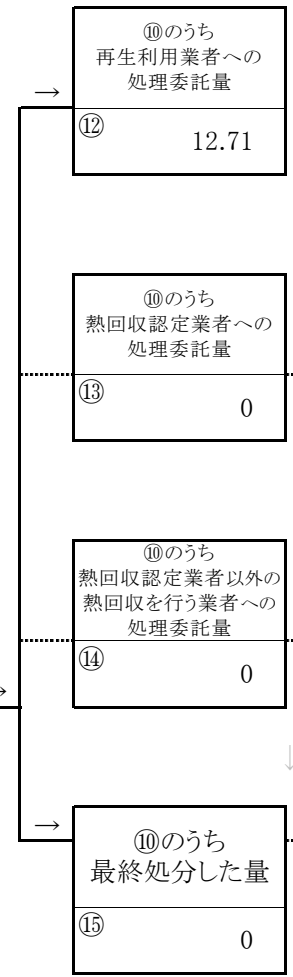 ⑩のうち
再生利用業者への
処理委託量
→
⑫
12.71
⑩のうち
熱回収認定業者への
処理委託量
⑬
0
⑩のうち
熱回収認定業者以外の
熱回収を行う業者への
処理委託量
⑭
0
→
↓
→
⑩のうち
最終処分した量
⑮
0